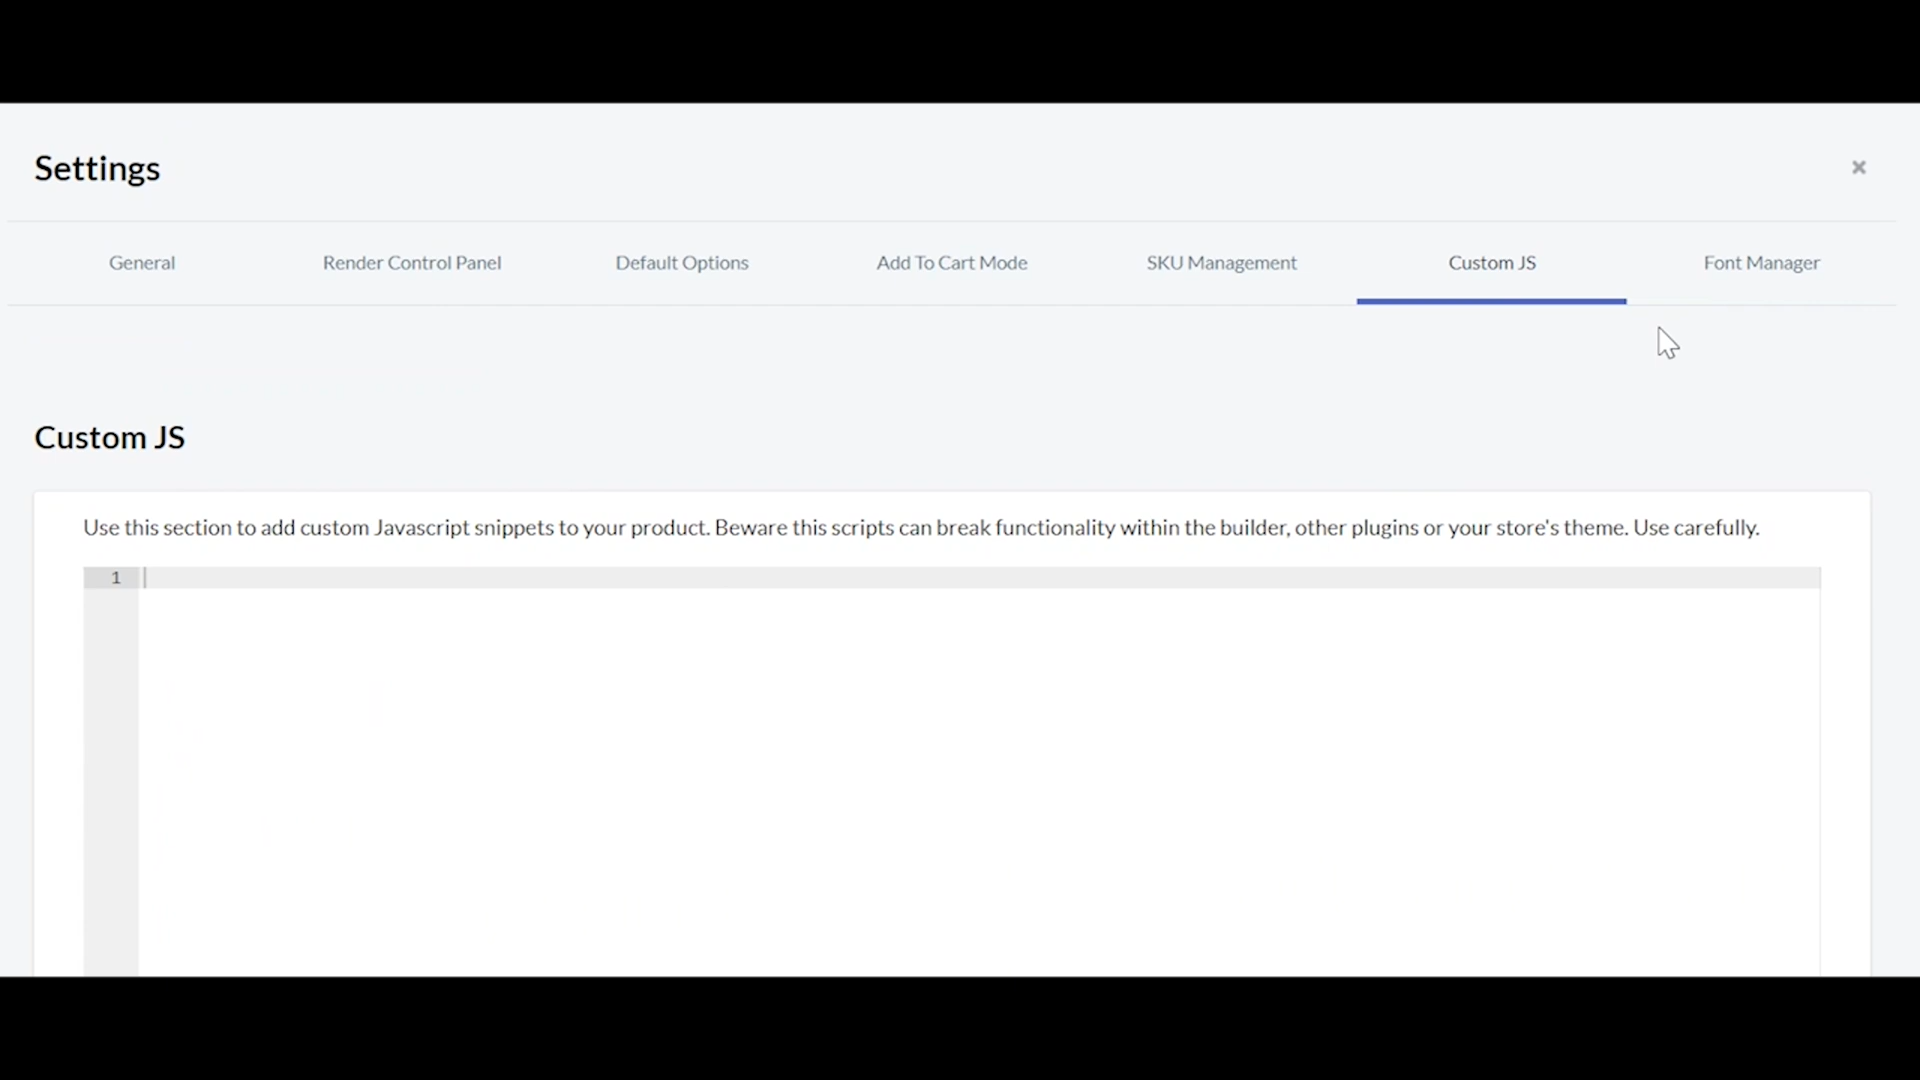 Settings
General
Render Control Panel
Default Options
Add To Cart Mode
SKU Management
Custom JS
Font Manager
Custom JS
Use this section to add custom Javascript snippets to your product. Beware this scripts can break functionality within the builder, other plugins or your store's theme. Use carefully.
1